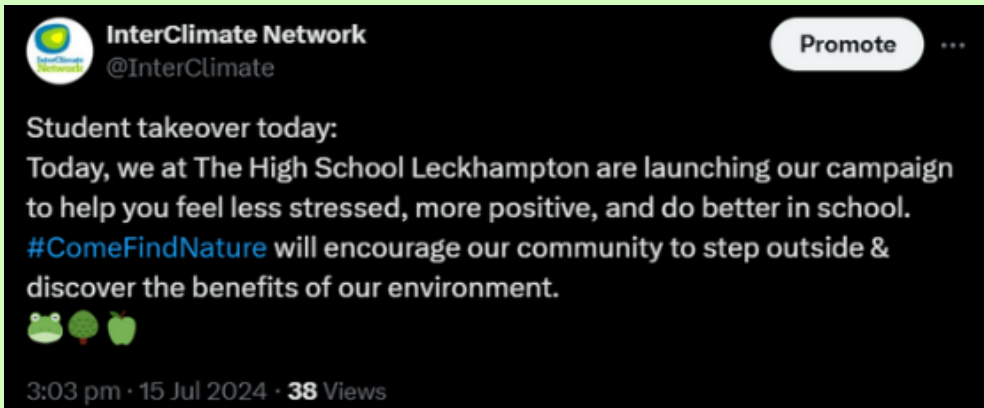 InterClimate Network
@InterClimate
Promote
InterClimate
Network
Student takeover today:
Today, we at The High School Leckhampton are launching our campaign
to help you feel less stressed, more positive, and do better in school.
#ComeFindNature will encourage our community to step outside &
discover the benefits of our environment.
🐸🌳🍏
3:03 pm · 15 Jul 2024 · 38 Views